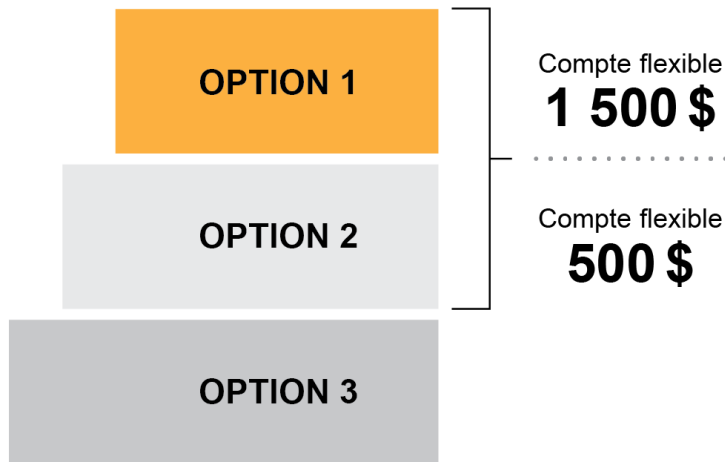 OPTION 1
Compte flexible
1 500 $
OPTION 2
Compte flexible
500 $
OPTION 3